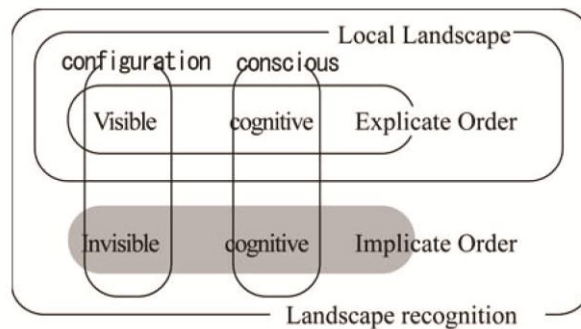 Local Landscape
configuration conscious
Visible cognitive Explicate Order
Invisible cognitive Implicate Order
Landscape recognition